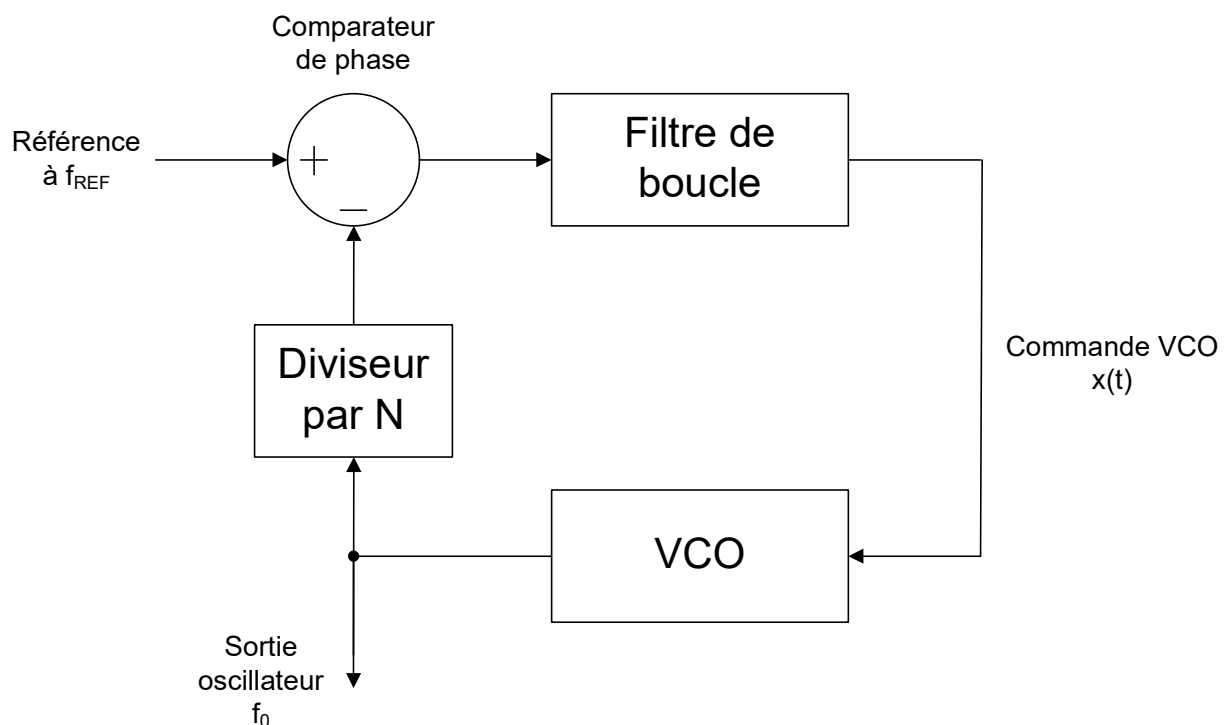 Comparateur
de phase
Référence
à fREF
+
Filtre de
boucle
_
Diviseur
par N
Commande VCO
x(t)
VCO
Sortie
oscillateur
f0